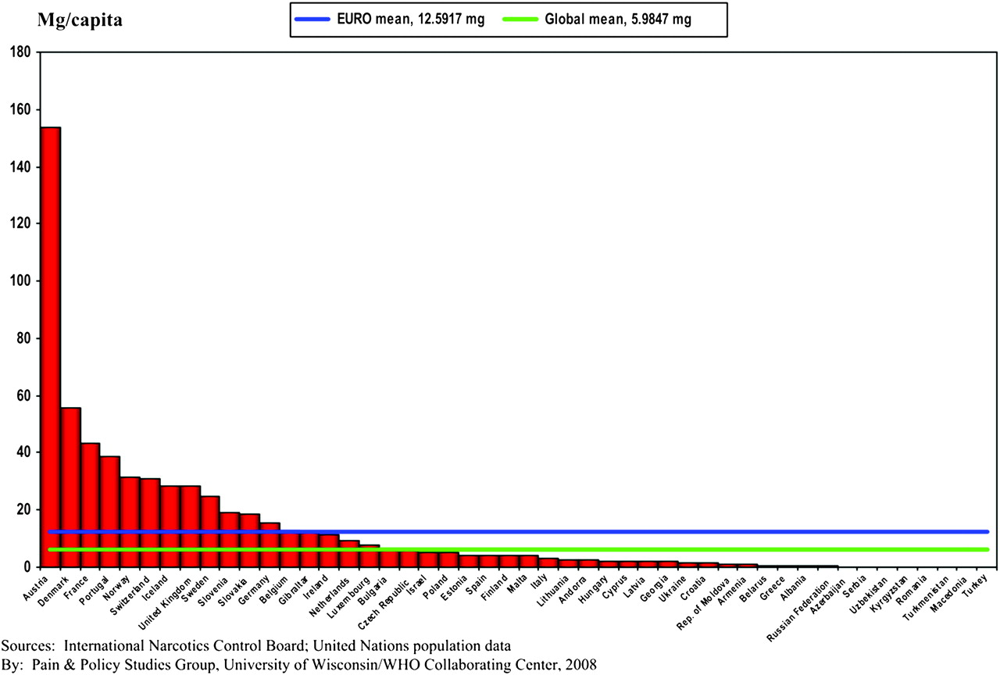 Mg/capita
EURO mean, 12.5917 mg
Global mean, 5.9847 mg
180
160
140
120
100
80
60
40
20
0
Austria
Denmark
France
Portugal
Norway
Switzerland
Iceland
United Kingdom
Sweden
Slovenia
Slovakia
Germany
Belgium
Gibraltar
Ireland
Netherlands
Luxembourg
Bulgaria
Czech Republic
Israel
Poland
Estonia
Spain
Finland
Malta
Italy
Lithuania
Andorra
Hungary
Cyprus
Latvia
Georgia
Ukraine
Croatia
Rep. of Moldova
Armenia
Belarus
Greece
Albania
Russian Federation
Azerbaijan
Serbia
Uzbekistan
Kyrgyzstan
Romania
Turkmenistan
Macedonia
Turkey
Sources: International Narcotics Control Board; United Nations population data
By: Pain & Policy Studies Group, University of Wisconsin/WHO Collaborating Center, 2008